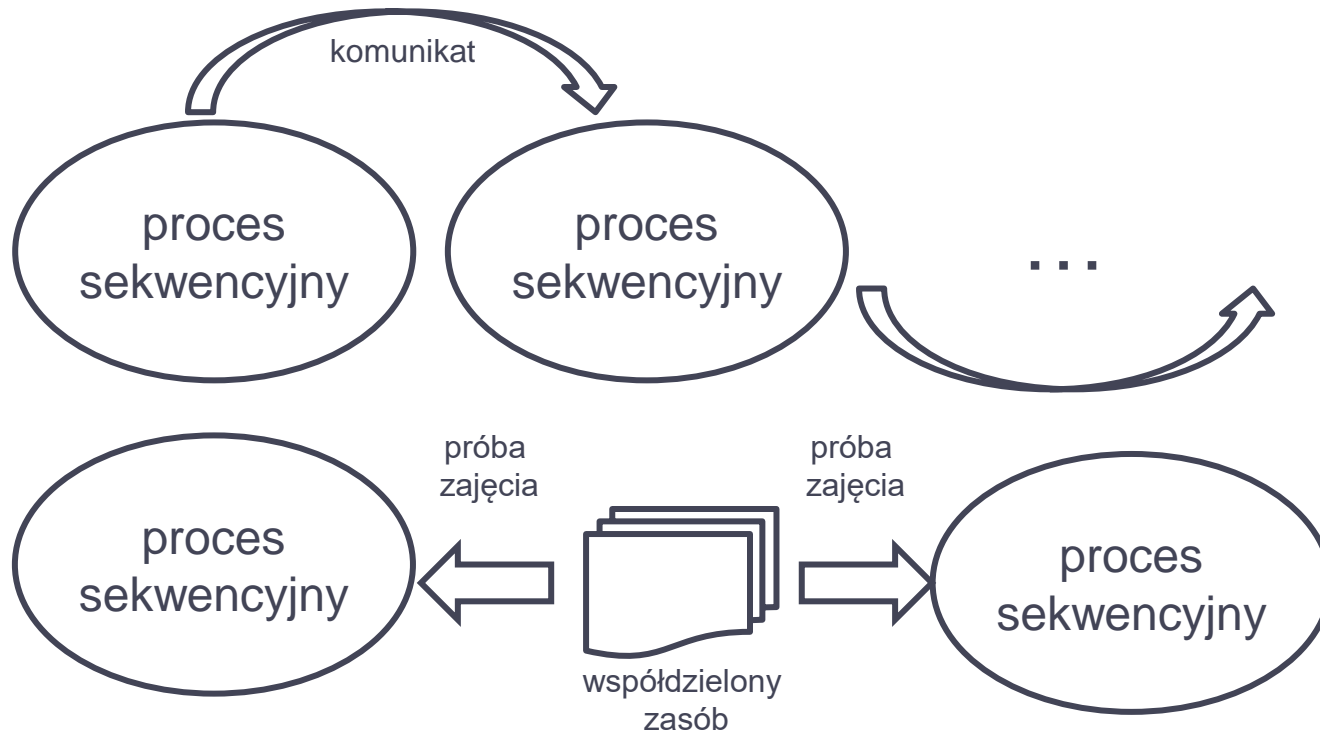 komunikat
proces
sekwencyjny
proces
sekwencyjny
...
próba
zajęcia
próba
zajęcia
proces
sekwencyjny
proces
sekwencyjny
współdzielony
zasób